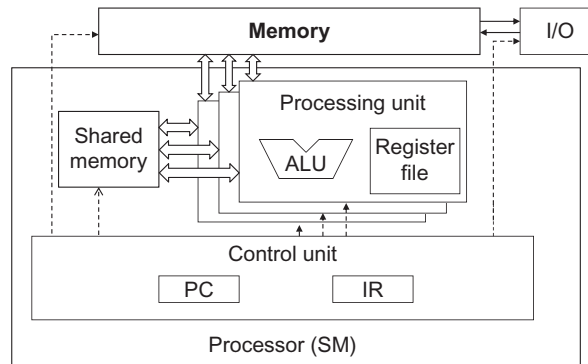 Memory
I/O
Processing unit
Shared
memory
ALU
Register
file
Control unit
PC
IR
Processor (SM)